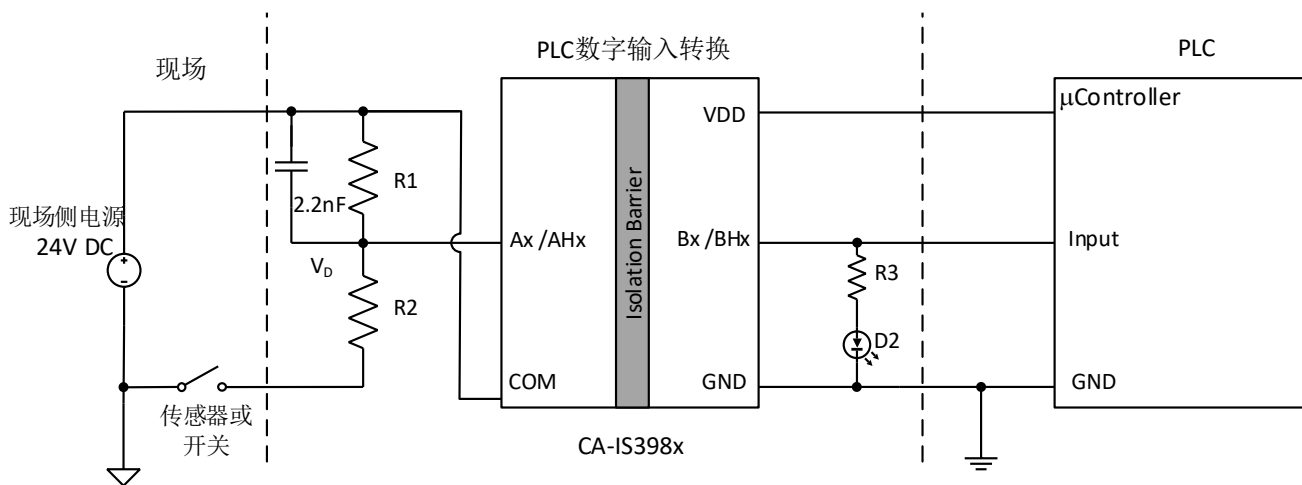 PLC数字输入转换
PLC
现场
μController
VDD
R1
2.2nF
现场侧电源
24V DC
Ax /AHx
Isolation Barrier
Bx /BHx
Input
VD
R3
R2
D2
COM
GND
GND
传感器或
开关
CA-IS398x